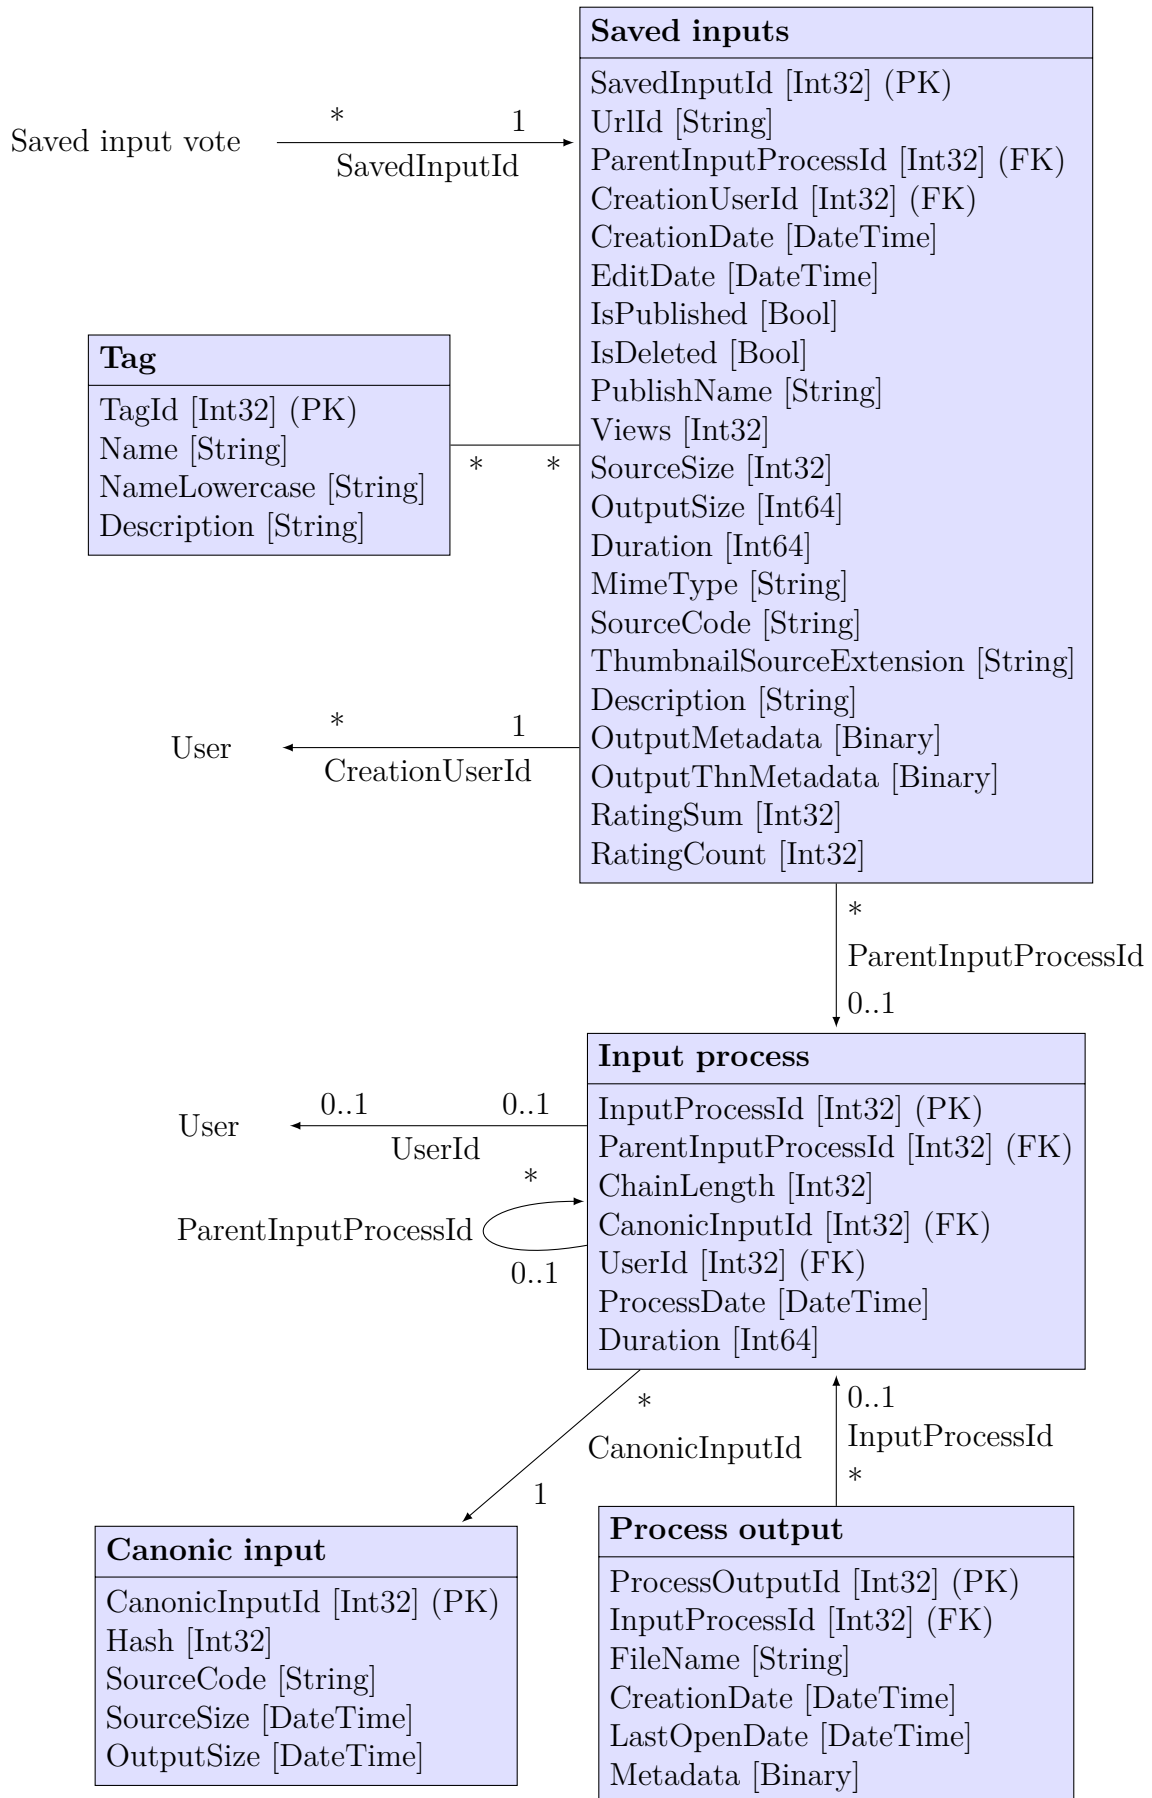 Saved inputs
SavedInputId [Int32] (PK)
UrlId [String]
ParentInputProcessId [Int32] (FK)
CreationUserId [Int32] (FK)
CreationDate [DateTime]
EditDate [DateTime]
IsPublished [Bool]
IsDeleted [Bool]
PublishName [String]
Views [Int32]
SourceSize [Int32]
OutputSize [Int64]
Duration [Int64]
MimeType [String]
SourceCode [String]
ThumbnailSourceExtension [String]
Description [String]
OutputMetadata [Binary]
OutputThnMetadata [Binary]
RatingSum [Int32]
RatingCount [Int32]
* 1
Saved input vote
SavedInputId
Tag
TagId [Int32] (PK)
Name [String]
NameLowercase [String]
Description [String]
* *
* 1
User
CreationUserId
*
ParentInputProcessId
0..1
Input process
InputProcessId [Int32] (PK)
ParentInputProcessId [Int32] (FK)
ChainLength [Int32]
CanonicInputId [Int32] (FK)
UserId [Int32] (FK)
ProcessDate [DateTime]
Duration [Int64]
0..1 0..1
User
UserId
*
ParentInputProcessId
0..1
*
CanonicInputId
1
0..1
InputProcessId
*
Canonic input
CanonicInputId [Int32] (PK)
Hash [Int32]
SourceCode [String]
SourceSize [DateTime]
OutputSize [DateTime]
Process output
ProcessOutputId [Int32] (PK)
InputProcessId [Int32] (FK)
FileName [String]
CreationDate [DateTime]
LastOpenDate [DateTime]
Metadata [Binary]